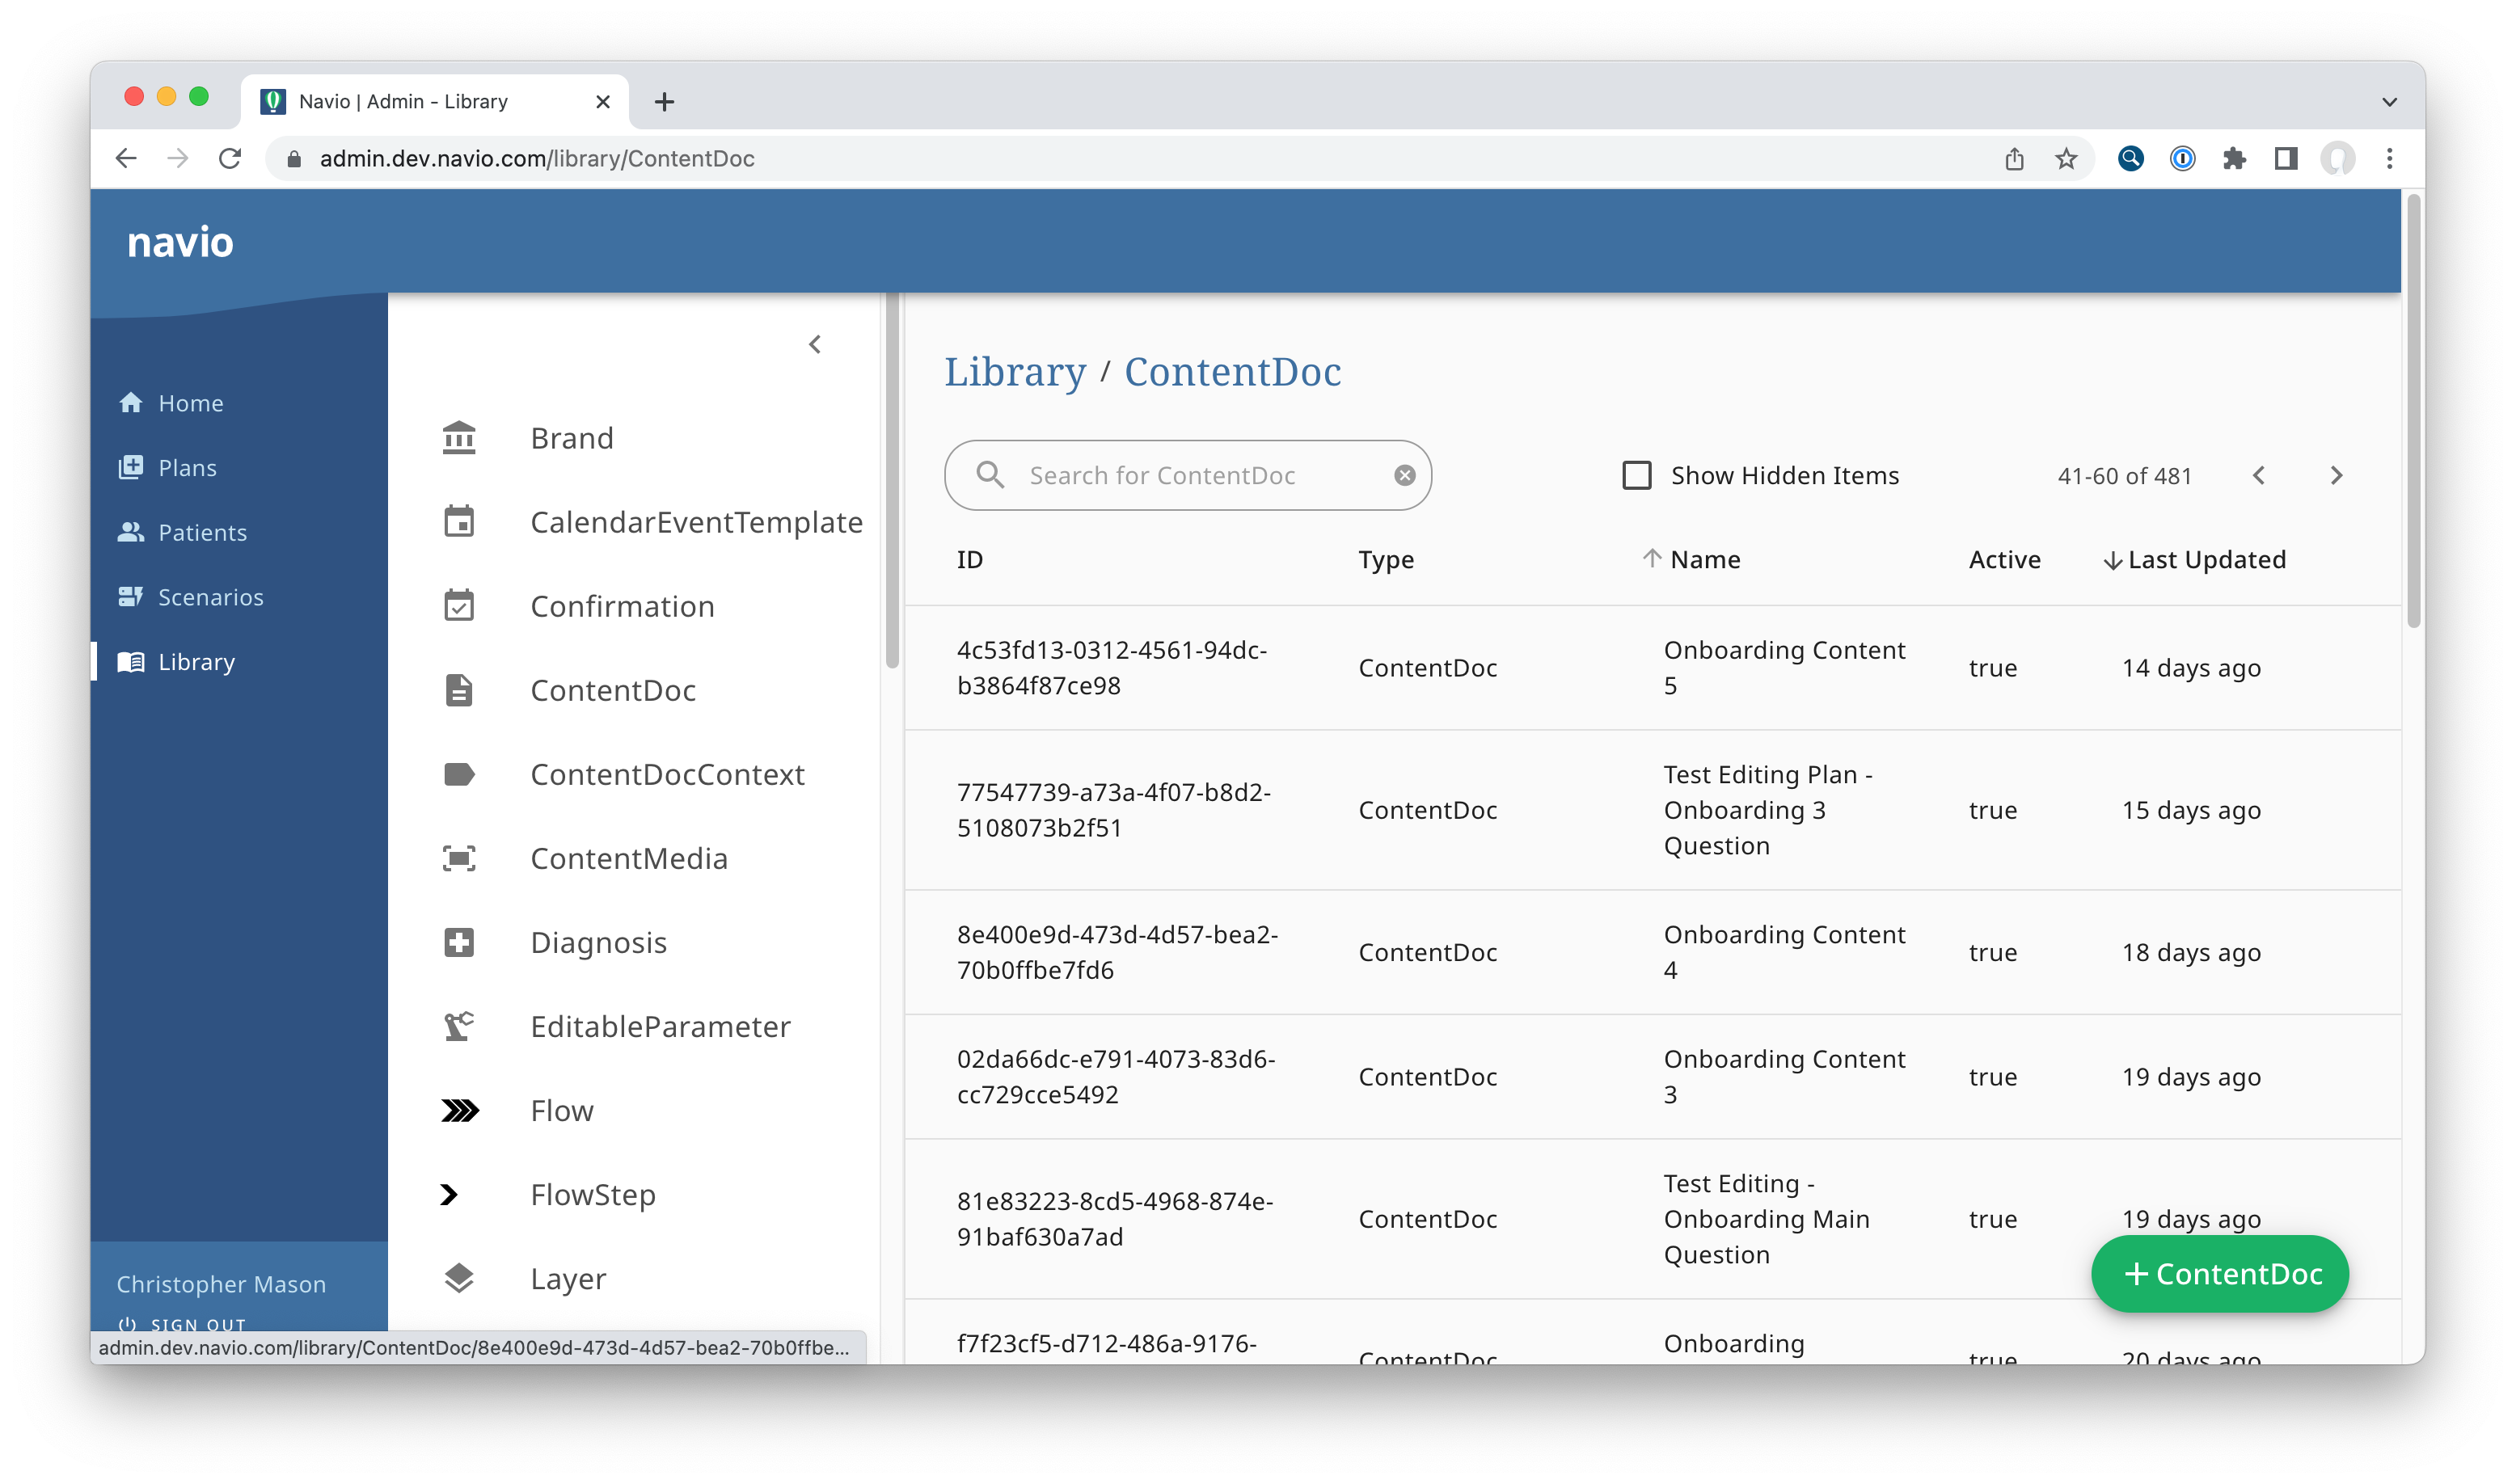 Navio | Admin - Library
admin.dev.navio.com/library/ContentDoc
navio
Home
Plans
Patients
Scenarios
Library
Christopher Mason
SIGN OUT
admin.dev.navio.com/library/ContentDoc/8e400e9d-473d-4d57-bea2-70b0ffbe...
Brand
CalendarEventTemplate
Confirmation
ContentDoc
ContentDocContext
ContentMedia
Diagnosis
EditableParameter
Flow
FlowStep
Layer
Library / ContentDoc
Search for ContentDoc
Show Hidden Items
41-60 of 481
ID Type Name Active Last Updated
4c53fd13-0312-4561-94dc-
b3864f87ce98
ContentDoc
Onboarding Content
5
true
14 days ago
77547739-a73a-4f07-b8d2-
5108073b2f51
ContentDoc
Test Editing Plan -
Onboarding 3
Question
true
15 days ago
8e400e9d-473d-4d57-bea2-
70b0ffbe7fd6
ContentDoc
Onboarding Content
4
true
18 days ago
02da66dc-e791-4073-83d6-
cc729cce5492
ContentDoc
Onboarding Content
3
true
19 days ago
81e83223-8cd5-4968-874e-
91baf630a7ad
ContentDoc
Test Editing -
Onboarding Main
Question
true
19 days ago
f7f23cf5-d712-486a-9176-
ContentDoc
Onboarding
true
20 days ago
+ ContentDoc